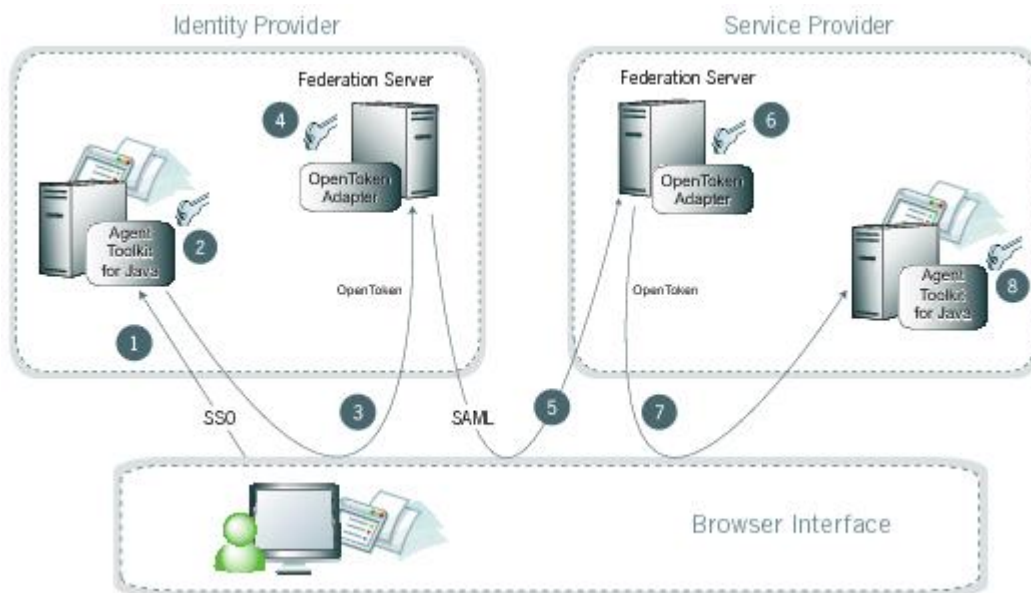 Identity Provider
Service Provider
Federation Server
Federation Server
4
6
OpenToken
Adapter
OpenToken
Adapter
2
Agent
Toolkit
for Java
8
Agent
Toolkit
for Java
OpenToken
OpenToken
1
3
5
7
SSO
SAML
Browser Interface